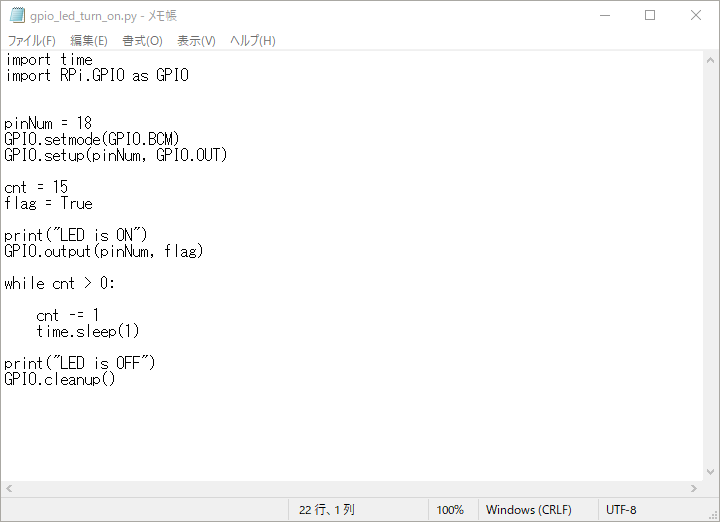 gpio_led_turn_on.py - メモ帳
ファイル(F) 編集(E) 書式(O) 表示(V) ヘルプ(H)
import time
import RPi.GPIO as GPIO
pinNum = 18
GPIO.setmode(GPIO.BCM)
GPIO.setup(pinNum, GPIO.OUT)
cnt = 15
flag = True
print("LED is ON")
GPIO.output(pinNum, flag)
while cnt > 0:
    cnt -= 1
    time.sleep(1)
print("LED is OFF")
GPIO.cleanup()
22 行、1 列 100% Windows (CRLF) UTF-8